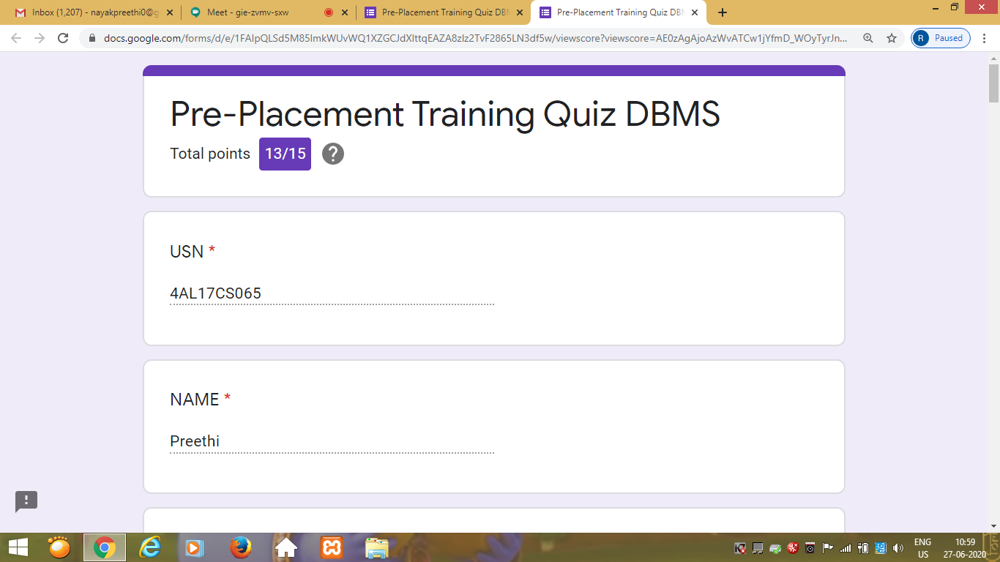 Inbox (1,207) - nayakpreethi0@g
Meet - gie-zvmv-sxw
Pre-Placement Training Quiz DBM
Pre-Placement Training Quiz DBM
docs.google.com/forms/d/e/1FAIpQLSd5M85ImkWUvWQ1XZGCJdXIttqEAZA8zIz2TvF2865LN3df5w/viewscore?viewscore=AE0zAgAjoAzWvATCw1jYfmD_WOyTyrJn...
R Paused
Pre-Placement Training Quiz DBMS
Total points 13/15 ?
USN *
4AL17CS065
NAME *
Preethi
ENG 10:59
US 27-06-2020